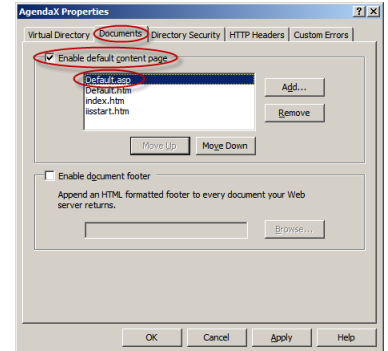 AgendaX Properties
Virtual Directory Documents Directory Security HTTP Headers Custom Errors
Enable default content page
Default.asp
Default.htm
index.htm
iisstart.htm
Add...
Remove
Move Up Move Down
Enable document footer
Append an HTML formatted footer to every document your Web
server returns.
Browse...
OK Cancel Apply Help